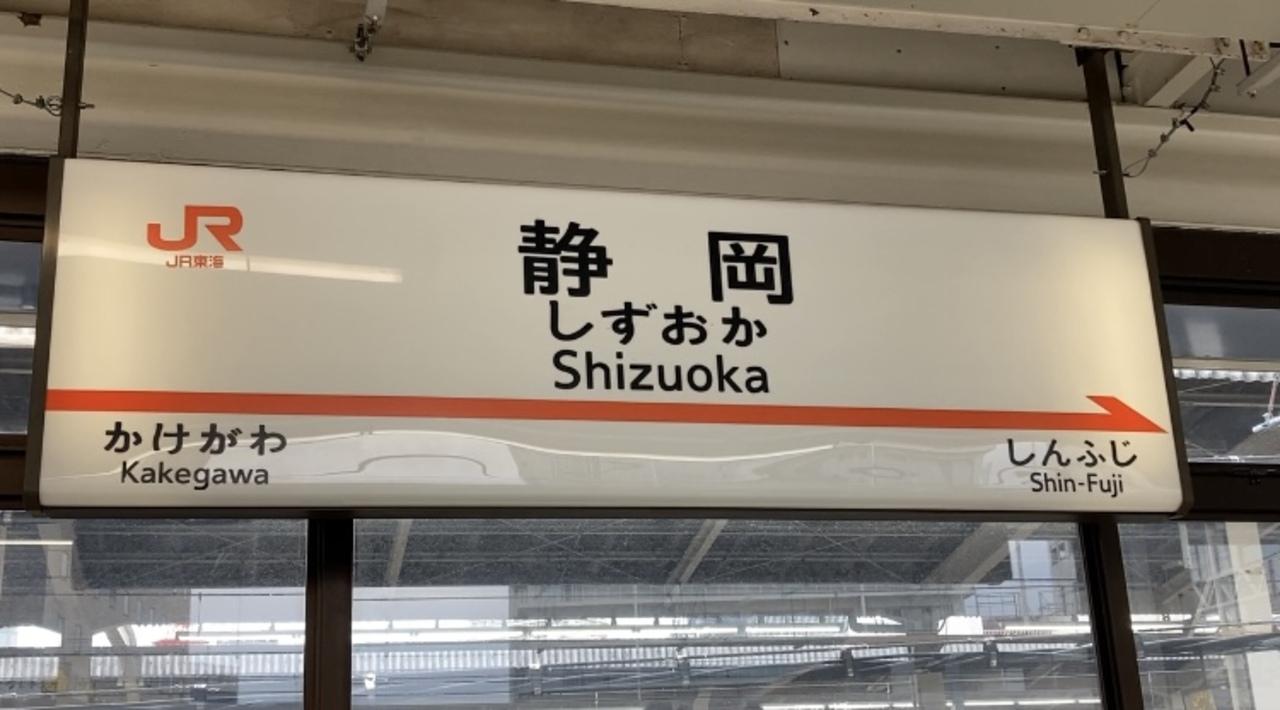 JR
JR東海
静岡
しずおか
Shizuoka
かけがわ
Kakegawa
しんふじ
Shin-Fuji